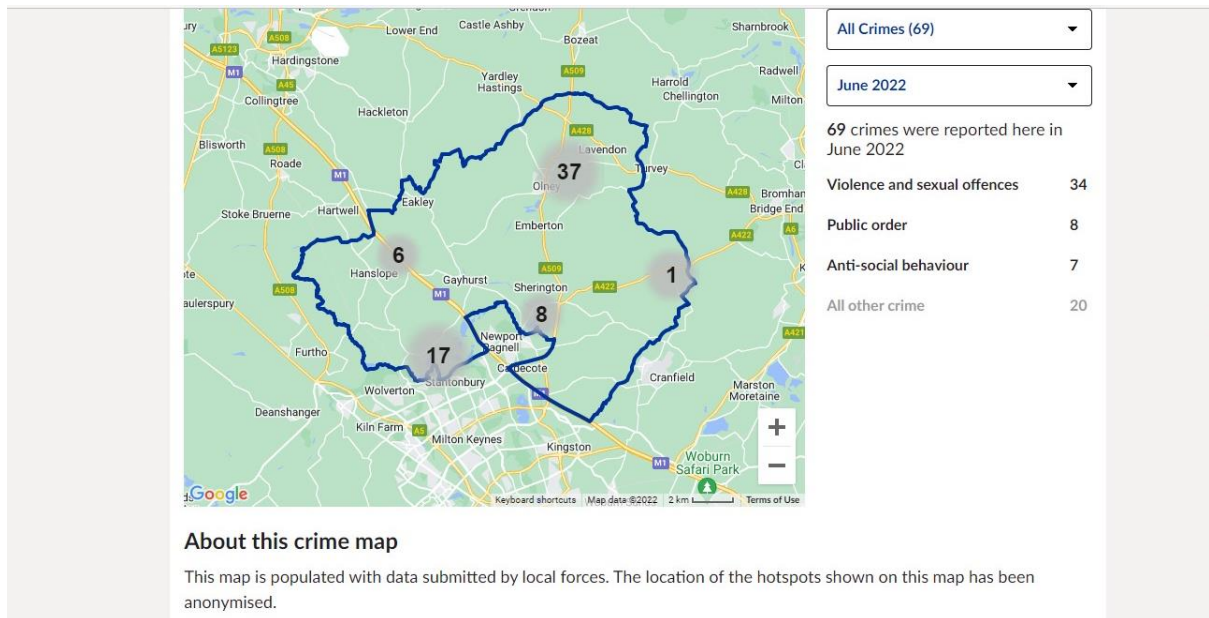 Lower End
Castle Ashby
Sharnbrook
A508
Bozeat
A5123
Hardingstone
M1
A509
Radwell
A45
Yardley
Hastings
Harrold
Collingtree
Chellington
Milton
Hackleton
A428
Blisworth
A508
Lavendon
Roade
37
Turvey
M1
Olney
A428
Bromham
Eakley
Bridge End
Stoke Bruerne
Hartwell
Emberton
A6
A422
6
1
Hanslope
A509
Gayhurst
Sherington
A422
A508
M1
8
aulerspury
Newport
Pagnell
A421
17
Furtho
Caldecote
Cranfield
Wolverton
Stantonbury
Marston
Moretaine
Deanshanger
Kiln Farm
A5
Milton Keynes
Kingston
+
Woburn
Safari Park
M1
−
Google
Keyboard shortcuts
Map data ©2022
2 km
Terms of Use
All Crimes (69)
June 2022
69 crimes were reported here in
June 2022
Violence and sexual offences 34
Public order 8
Anti-social behaviour 7
All other crime 20
About this crime map
This map is populated with data submitted by local forces. The location of the hotspots shown on this map has been
anonymised.